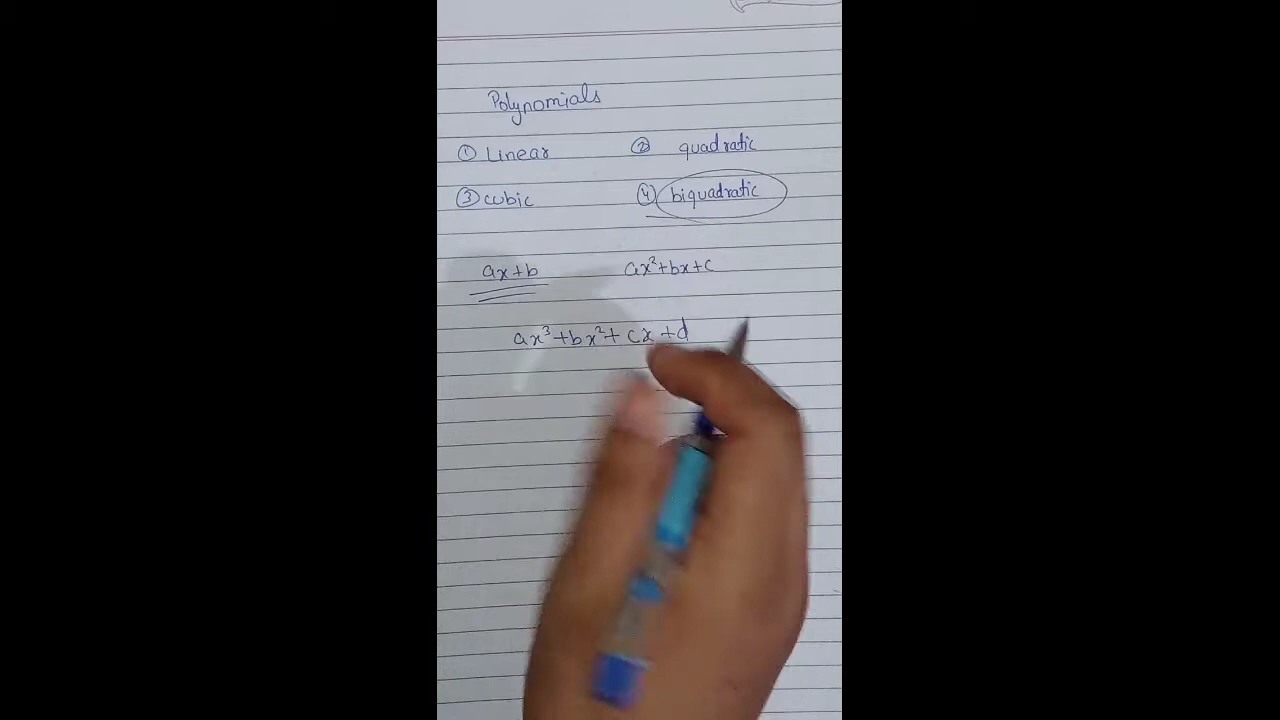 Polynomials
① Linear ② quadratic
③ cubic ④ biquadratic
ax+b ax²+bx+c
ax³+bx²+cx+d